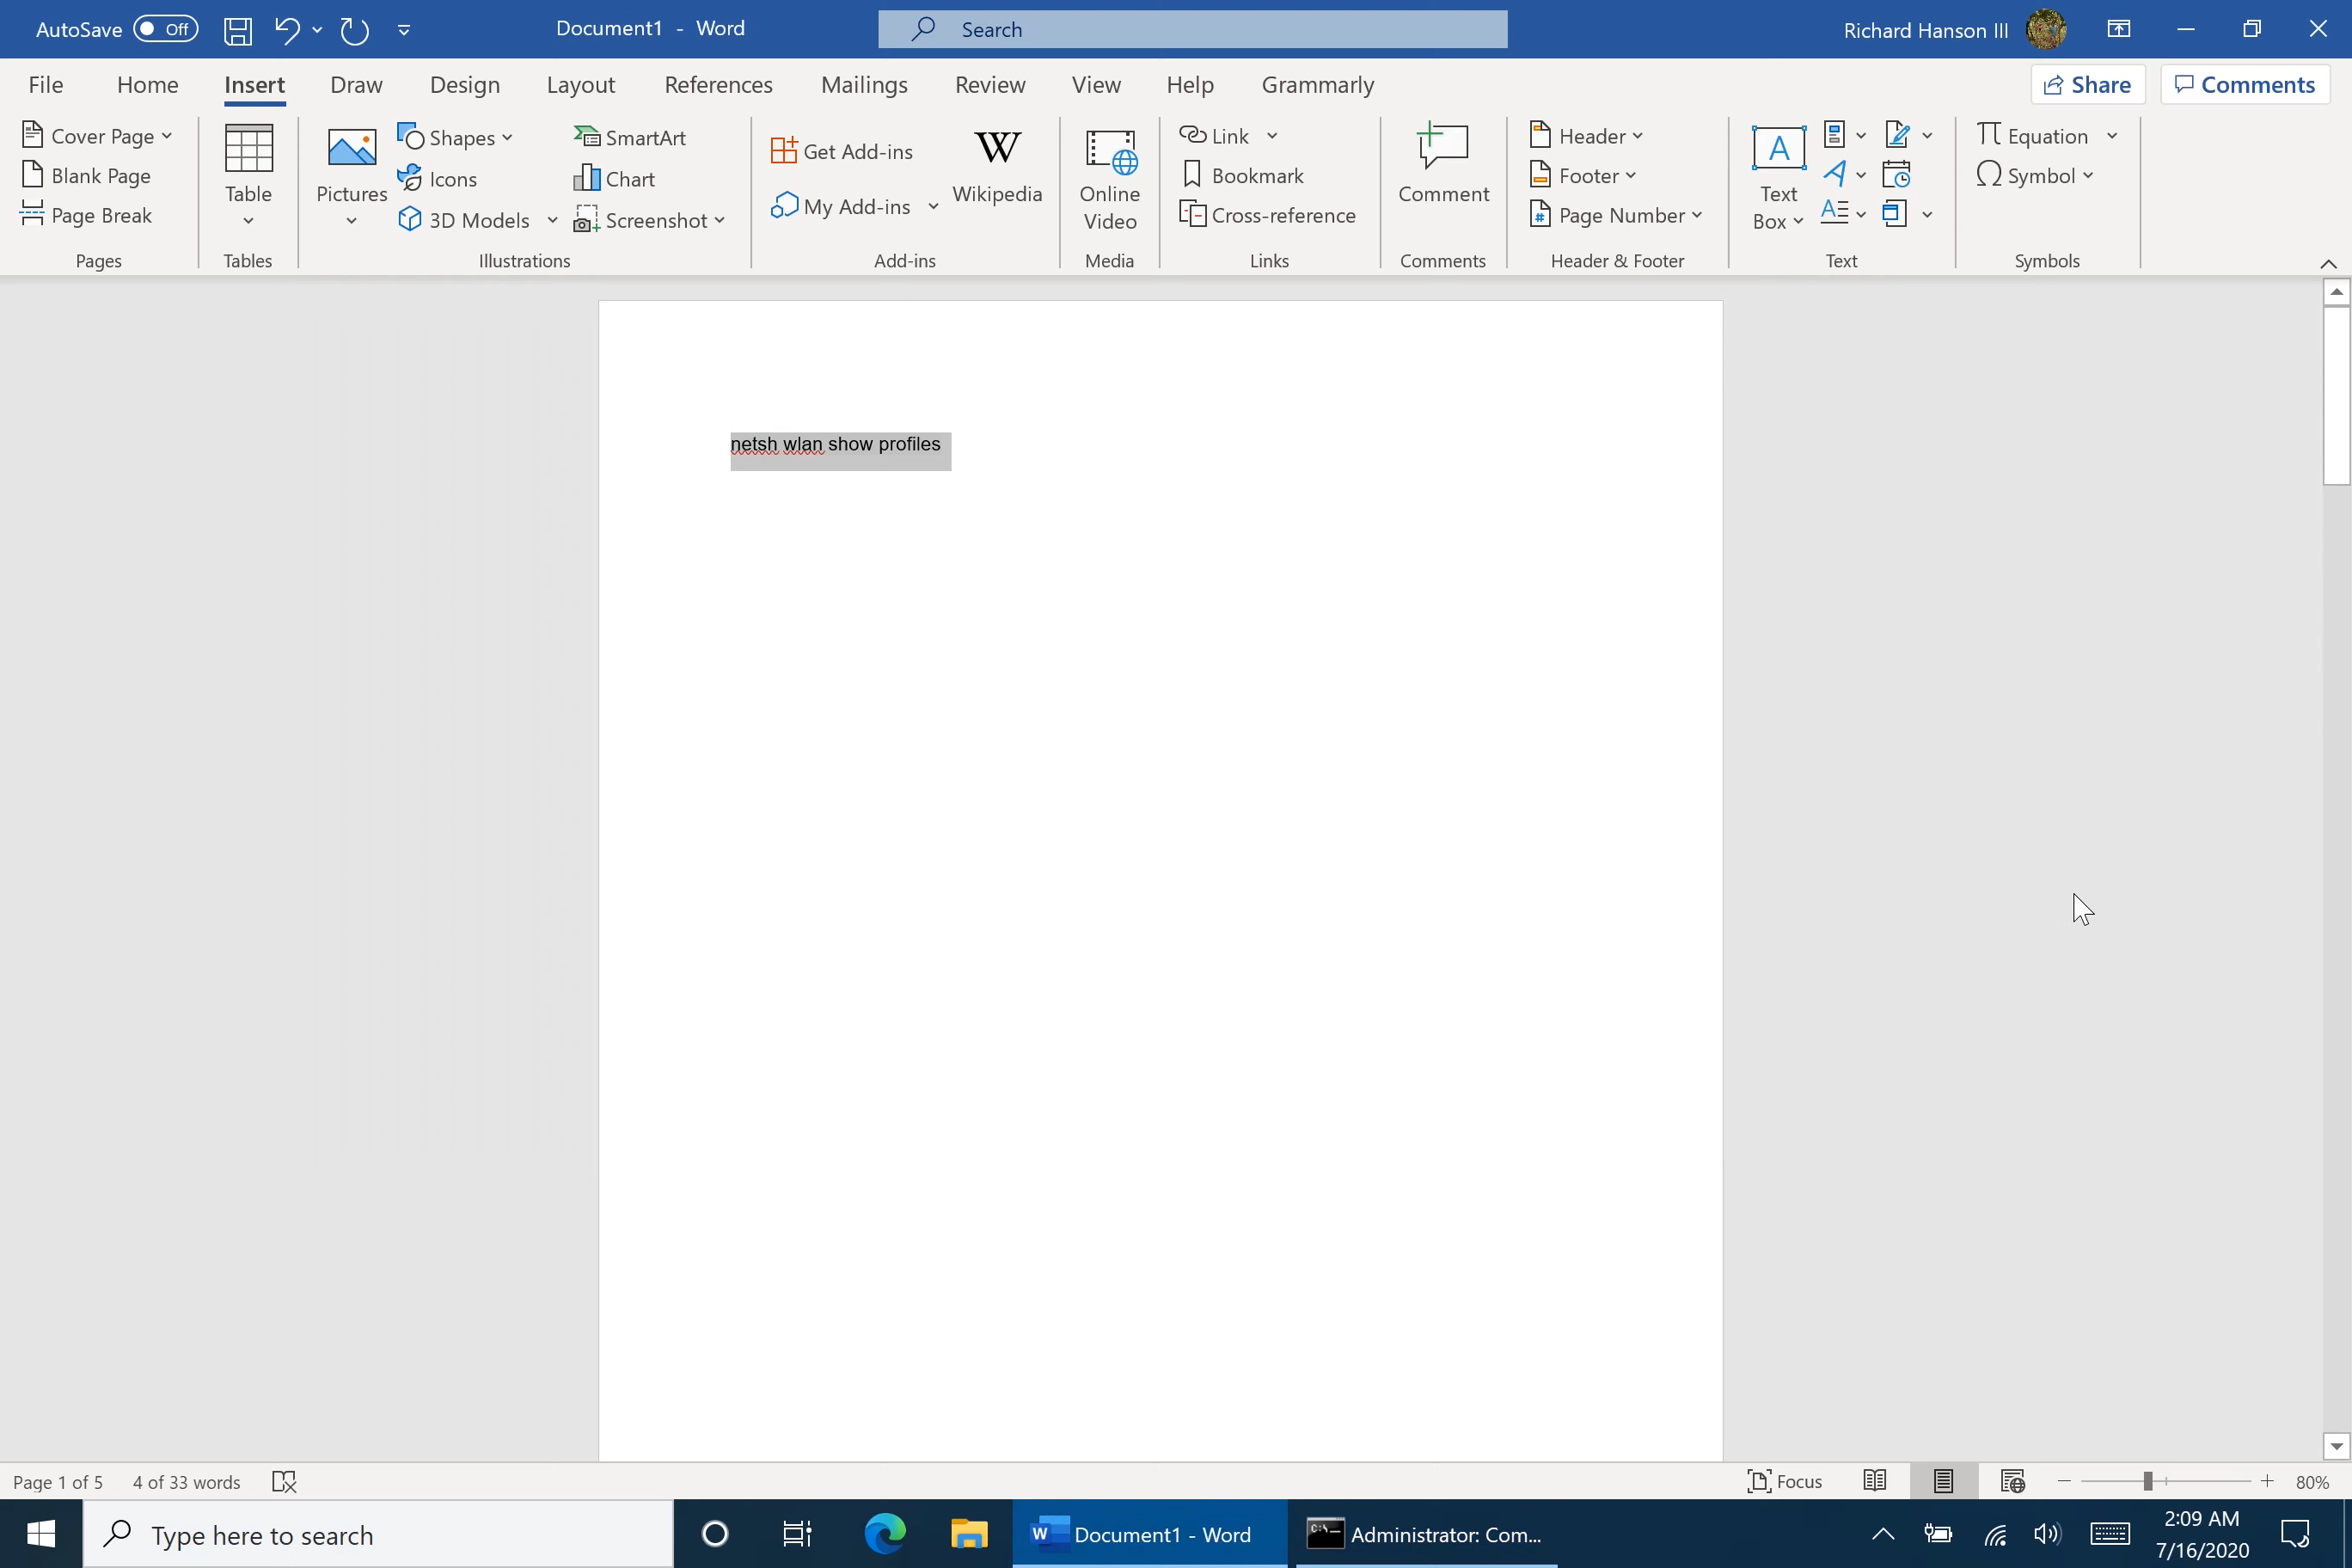 AutoSave Off Document1 - Word Search Richard Hanson III
File Home Insert Draw Design Layout References Mailings Review View Help Grammarly Share Comments
Cover Page
Blank Page
Page Break
Pages
Table
Tables
Pictures
Shapes
Icons
3D Models
SmartArt
Chart
Screenshot
Illustrations
Get Add-ins
My Add-ins
Wikipedia
Add-ins
Online
Video
Media
Link
Bookmark
Cross-reference
Links
Comment
Comments
Header
Footer
Page Number
Header & Footer
A
Text
Box
Text
Equation
Symbol
Symbols
netsh wlan show profiles
Page 1 of 5 4 of 33 words Focus 80%
Type here to search Document1 - Word Administrator: Com... 2:09 AM
7/16/2020